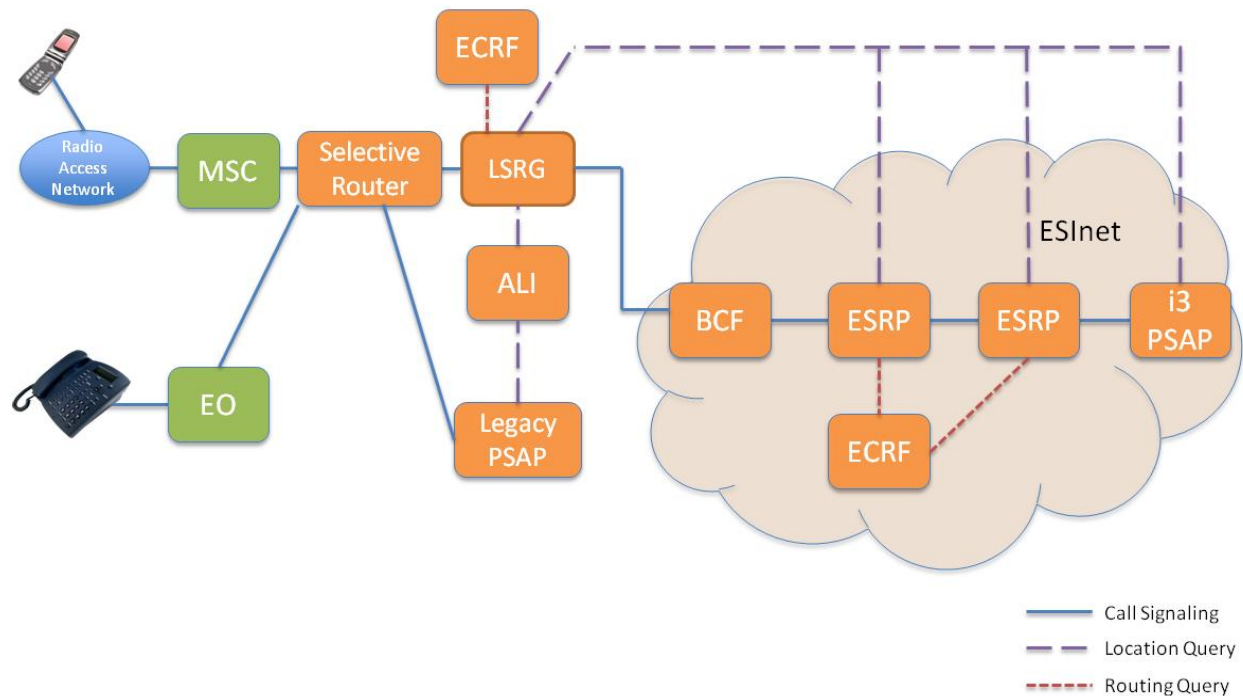 ECRF
Radio
Access
Network
MSC
Selective
Router
LSRG
ESInet
ALI
BCF
ESRP
ESRP
i3
PSAP
EO
Legacy
PSAP
ECRF
Call Signaling
Location Query
Routing Query